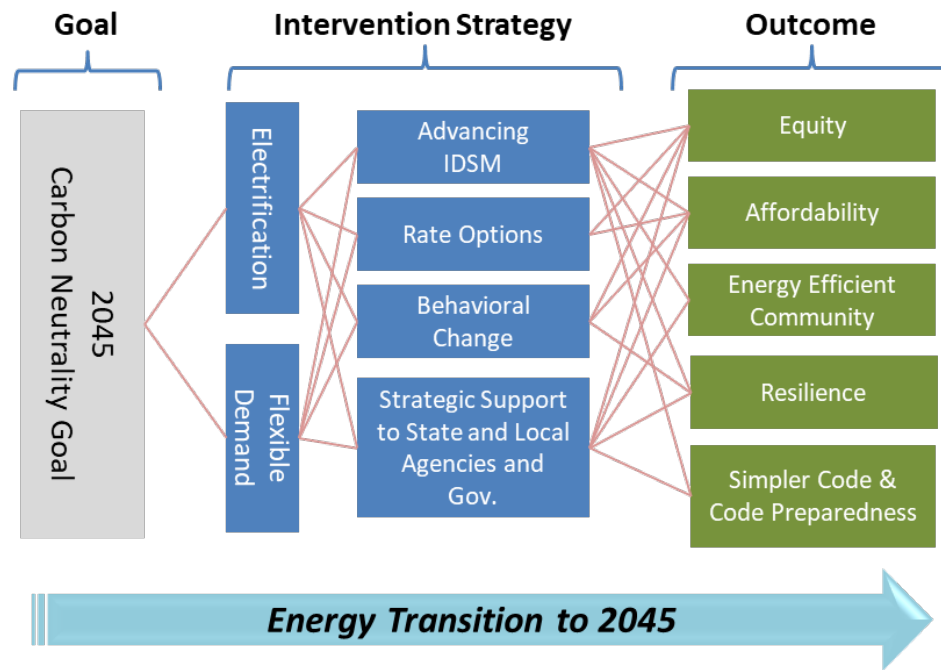 Goal
Intervention Strategy
Outcome
2045
Carbon Neutrality Goal
Electrification
Flexible
Demand
Advancing
IDSM
Rate Options
Behavioral
Change
Strategic Support
to State and Local
Agencies and
Gov.
Equity
Affordability
Energy Efficient
Community
Resilience
Simpler Code &
Code Preparedness
Energy Transition to 2045